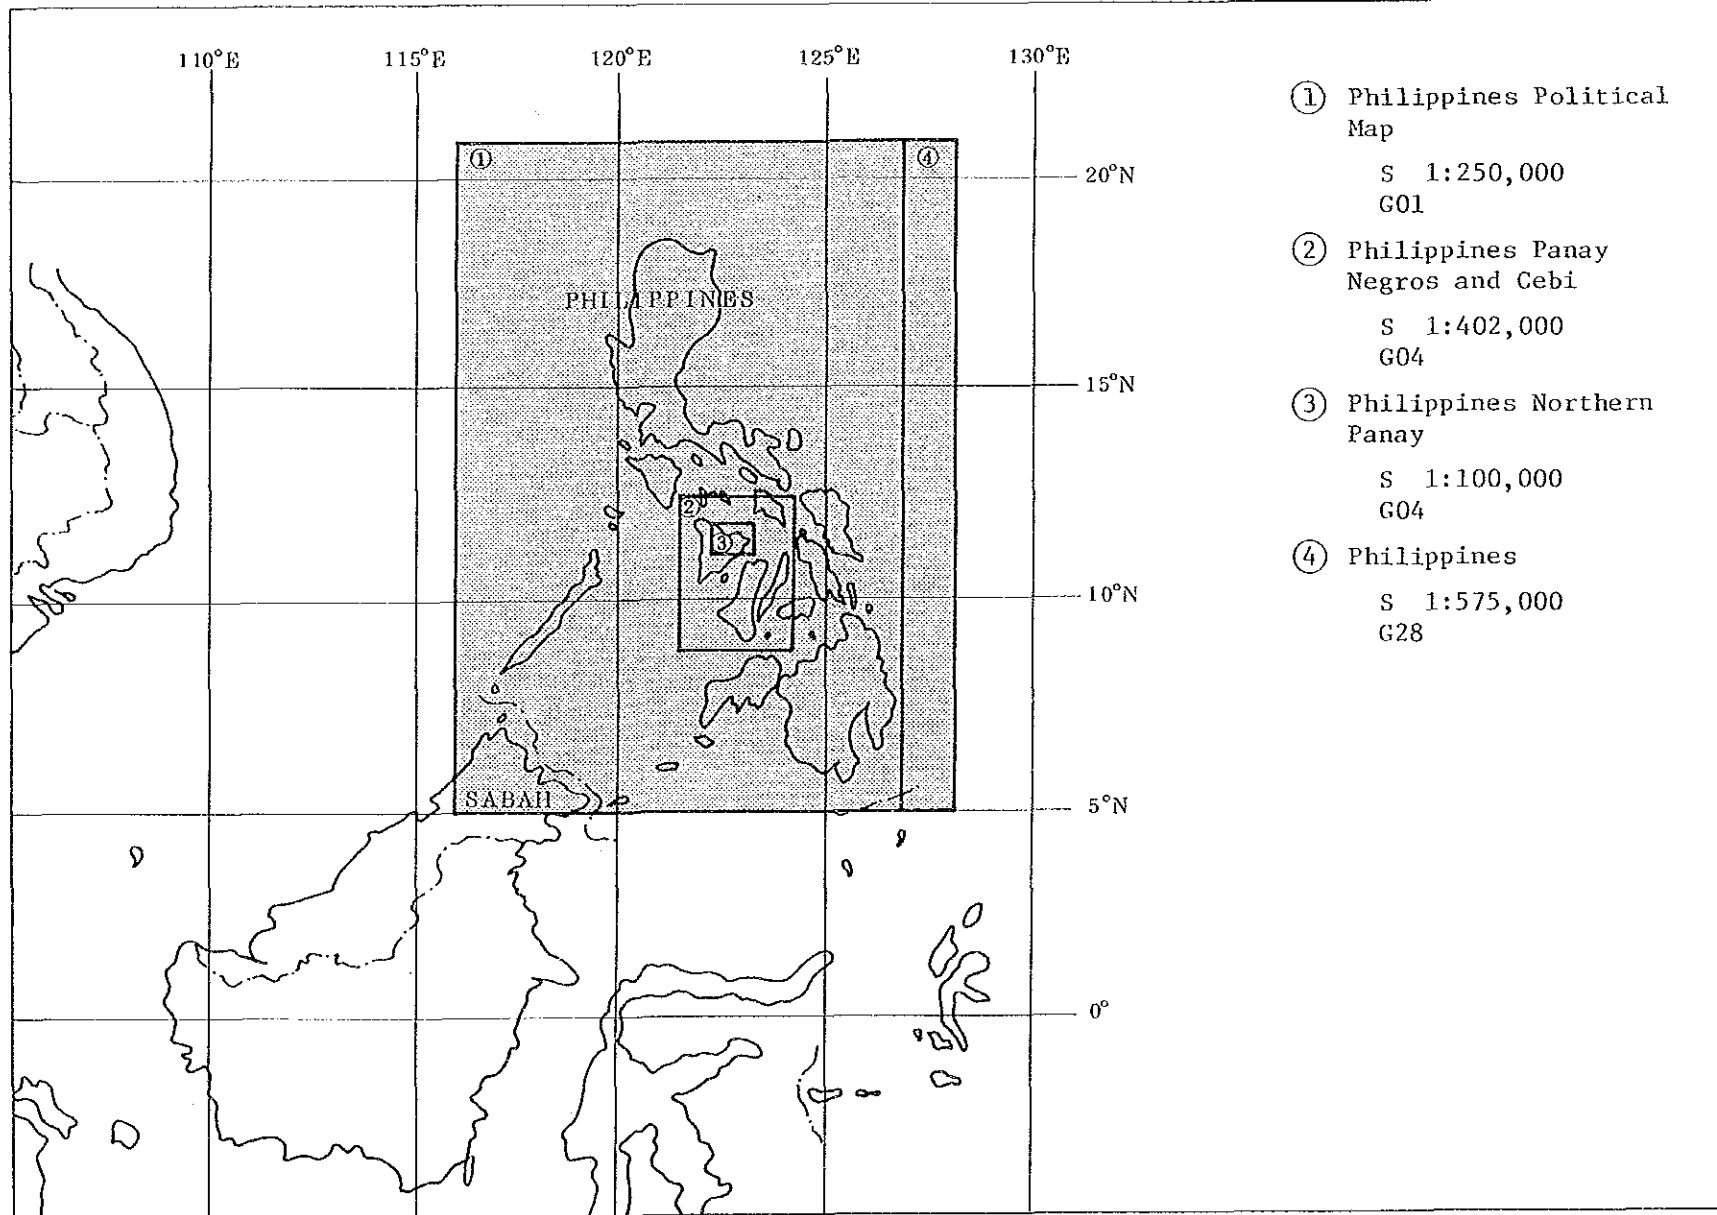 110°E
115°E
120°E
125°E
130°E
①
④
20°N
PHILIPPINES
15°N
②
③
10°N
SABAH
5°N
0°
① Philippines Political
Map
S 1:250,000
G01
② Philippines Panay
Negros and Cebi
S 1:402,000
G04
③ Philippines Northern
Panay
S 1:100,000
G04
④ Philippines
S 1:575,000
G28